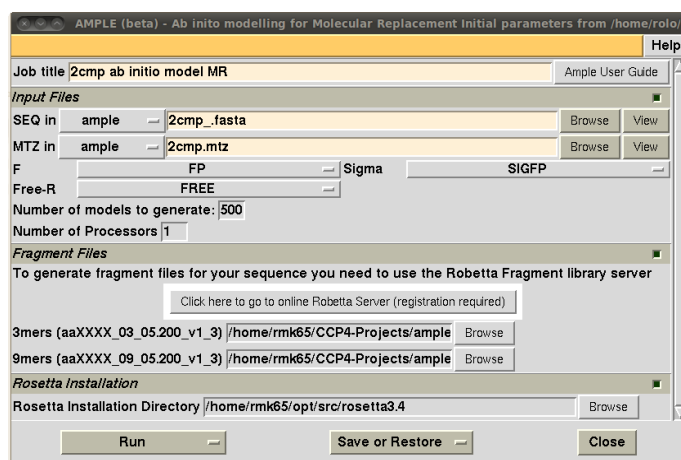 AMPLE (beta) - Ab inito modelling for Molecular Replacement Initial parameters from /home/rolo/
Help
Job title 2cmp ab initio model MR Ample User Guide
Input Files
SEQ in ample 2cmp_.fasta Browse View
MTZ in ample 2cmp.mtz Browse View
F FP Sigma SIGFP
Free-R FREE
Number of models to generate: 500
Number of Processors 1
Fragment Files
To generate fragment files for your sequence you need to use the Robetta Fragment library server
Click here to go to online Robetta Server (registration required)
3mers (aaXXXX_03_05.200_v1_3) /home/rmk65/CCP4-Projects/ample Browse
9mers (aaXXXX_09_05.200_v1_3) /home/rmk65/CCP4-Projects/ample Browse
Rosetta Installation
Rosetta Installation Directory /home/rmk65/opt/src/rosetta3.4 Browse
Run Save or Restore Close